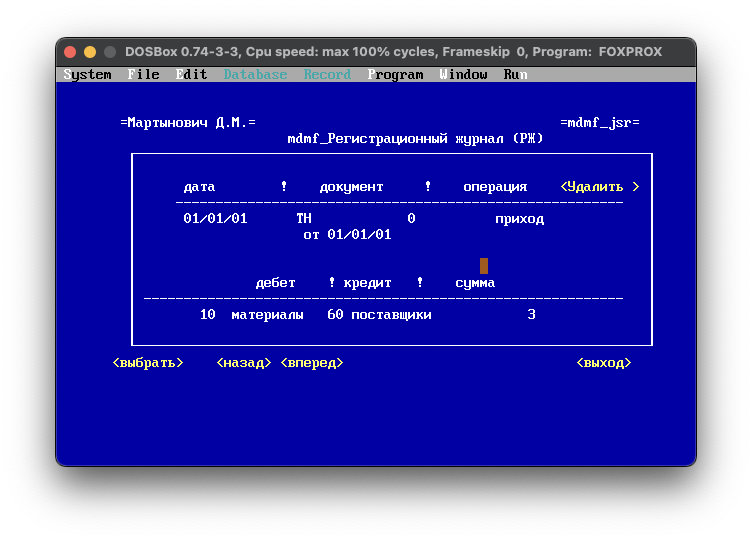 DOSBox 0.74-3-3, Cpu speed: max 100% cycles, Frameskip 0, Program: FOXPROX
System File Edit Database Record Program Window Run
=Мартынович Д.М.= =mdmf_jsr=
mdmf_Регистрационный журнал (РЖ)
дата ! документ ! операция <Удалить >
--------------------------------------------------------
01/01/01 ТН 0 приход
от 01/01/01
дебет ! кредит ! сумма
------------------------------------------------------------
10 материалы 60 поставщики 3
<выбрать> <назад> <вперед> <выход>